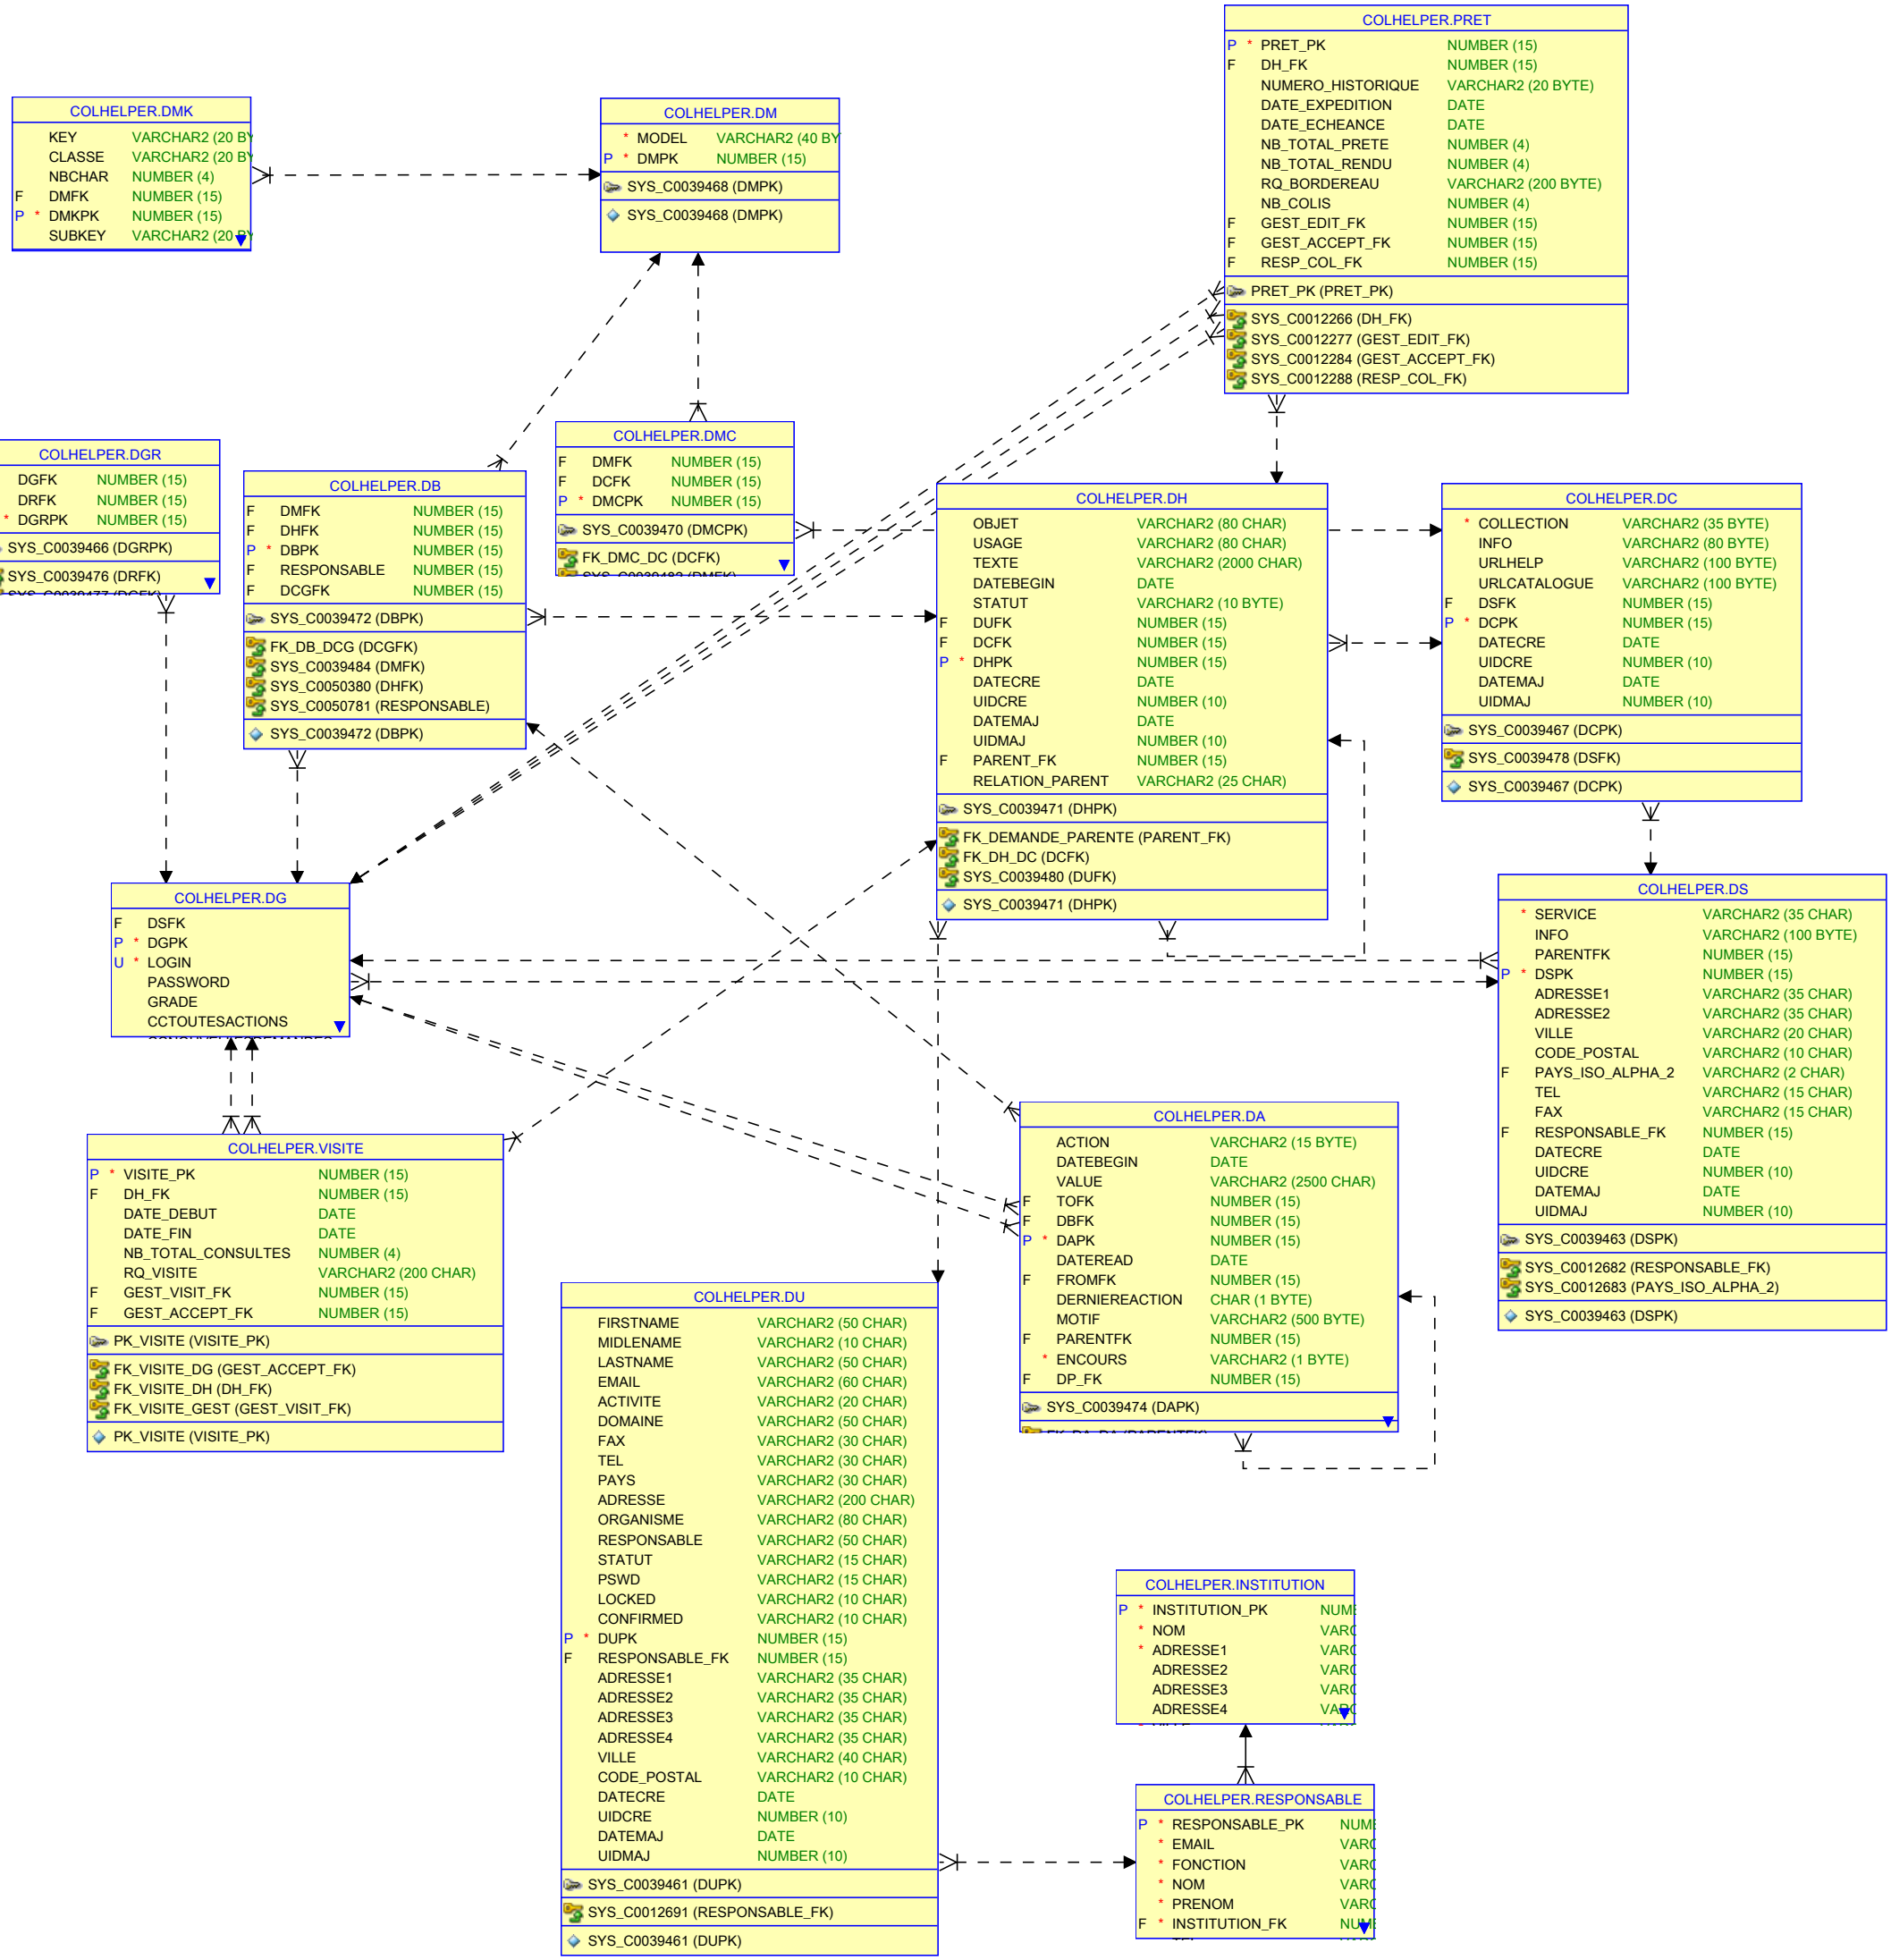 COLHELPER.PRET
P * PRET_PK NUMBER (15)
F DH_FK NUMBER (15)
NUMERO_HISTORIQUE VARCHAR2 (20 BYTE)
DATE_EXPEDITION DATE
DATE_ECHEANCE DATE
NB_TOTAL_PRETE NUMBER (4)
NB_TOTAL_RENDU NUMBER (4)
RQ_BORDEREAU VARCHAR2 (200 BYTE)
NB_COLIS NUMBER (4)
F GEST_EDIT_FK NUMBER (15)
F GEST_ACCEPT_FK NUMBER (15)
F RESP_COL_FK NUMBER (15)
PRET_PK (PRET_PK)
SYS_C0012266 (DH_FK)
SYS_C0012277 (GEST_EDIT_FK)
SYS_C0012284 (GEST_ACCEPT_FK)
SYS_C0012288 (RESP_COL_FK)
COLHELPER.DMK
KEY VARCHAR2 (20 BY
CLASSE VARCHAR2 (20 BY
NBCHAR NUMBER (4)
F DMFK NUMBER (15)
P * DMKPK NUMBER (15)
SUBKEY VARCHAR2 (20 BY
COLHELPER.DM
* MODEL VARCHAR2 (40 BY
P * DMPK NUMBER (15)
SYS_C0039468 (DMPK)
SYS_C0039468 (DMPK)
COLHELPER.DGR
DGFK NUMBER (15)
DRFK NUMBER (15)
* DGRPK NUMBER (15)
SYS_C0039466 (DGRPK)
SYS_C0039476 (DRFK)
COLHELPER.DB
F DMFK NUMBER (15)
F DHFK NUMBER (15)
P * DBPK NUMBER (15)
F RESPONSABLE NUMBER (15)
F DCGFK NUMBER (15)
SYS_C0039472 (DBPK)
FK_DB_DCG (DCGFK)
SYS_C0039484 (DMFK)
SYS_C0050380 (DHFK)
SYS_C0050781 (RESPONSABLE)
SYS_C0039472 (DBPK)
COLHELPER.DMC
F DMFK NUMBER (15)
F DCFK NUMBER (15)
P * DMCPK NUMBER (15)
SYS_C0039470 (DMCPK)
FK_DMC_DC (DCFK)
COLHELPER.DH
OBJET VARCHAR2 (80 CHAR)
USAGE VARCHAR2 (80 CHAR)
TEXTE VARCHAR2 (2000 CHAR)
DATEBEGIN DATE
STATUT VARCHAR2 (10 BYTE)
F DUFK NUMBER (15)
F DCFK NUMBER (15)
P * DHPK NUMBER (15)
DATECRE DATE
UIDCRE NUMBER (10)
DATEMAJ DATE
UIDMAJ NUMBER (10)
F PARENT_FK NUMBER (15)
RELATION_PARENT VARCHAR2 (25 CHAR)
SYS_C0039471 (DHPK)
FK_DEMANDE_PARENTE (PARENT_FK)
FK_DH_DC (DCFK)
SYS_C0039480 (DUFK)
SYS_C0039471 (DHPK)
COLHELPER.DC
* COLLECTION VARCHAR2 (35 BYTE)
INFO VARCHAR2 (80 BYTE)
URLHELP VARCHAR2 (100 BYTE)
URLCATALOGUE VARCHAR2 (100 BYTE)
F DSFK NUMBER (15)
P * DCPK NUMBER (15)
DATECRE DATE
UIDCRE NUMBER (10)
DATEMAJ DATE
UIDMAJ NUMBER (10)
SYS_C0039467 (DCPK)
SYS_C0039478 (DSFK)
SYS_C0039467 (DCPK)
COLHELPER.DG
F DSFK
P * DGPK
U * LOGIN
PASSWORD
GRADE
CCTOUTESACTIONS
COLHELPER.DS
* SERVICE VARCHAR2 (35 CHAR)
INFO VARCHAR2 (100 BYTE)
PARENTFK NUMBER (15)
P * DSPK NUMBER (15)
ADRESSE1 VARCHAR2 (35 CHAR)
ADRESSE2 VARCHAR2 (35 CHAR)
VILLE VARCHAR2 (20 CHAR)
CODE_POSTAL VARCHAR2 (10 CHAR)
F PAYS_ISO_ALPHA_2 VARCHAR2 (2 CHAR)
TEL VARCHAR2 (15 CHAR)
FAX VARCHAR2 (15 CHAR)
F RESPONSABLE_FK NUMBER (15)
DATECRE DATE
UIDCRE NUMBER (10)
DATEMAJ DATE
UIDMAJ NUMBER (10)
SYS_C0039463 (DSPK)
SYS_C0012682 (RESPONSABLE_FK)
SYS_C0012683 (PAYS_ISO_ALPHA_2)
SYS_C0039463 (DSPK)
COLHELPER.VISITE
P * VISITE_PK NUMBER (15)
F DH_FK NUMBER (15)
DATE_DEBUT DATE
DATE_FIN DATE
NB_TOTAL_CONSULTES NUMBER (4)
RQ_VISITE VARCHAR2 (200 CHAR)
F GEST_VISIT_FK NUMBER (15)
F GEST_ACCEPT_FK NUMBER (15)
PK_VISITE (VISITE_PK)
FK_VISITE_DG (GEST_ACCEPT_FK)
FK_VISITE_DH (DH_FK)
FK_VISITE_GEST (GEST_VISIT_FK)
PK_VISITE (VISITE_PK)
COLHELPER.DA
ACTION VARCHAR2 (15 BYTE)
DATEBEGIN DATE
VALUE VARCHAR2 (2500 CHAR)
F TOFK NUMBER (15)
F DBFK NUMBER (15)
P * DAPK NUMBER (15)
DATEREAD DATE
F FROMFK NUMBER (15)
DERNIEREACTION CHAR (1 BYTE)
MOTIF VARCHAR2 (500 BYTE)
F PARENTFK NUMBER (15)
* ENCOURS VARCHAR2 (1 BYTE)
F DP_FK NUMBER (15)
SYS_C0039474 (DAPK)
COLHELPER.DU
FIRSTNAME VARCHAR2 (50 CHAR)
MIDLENAME VARCHAR2 (10 CHAR)
LASTNAME VARCHAR2 (50 CHAR)
EMAIL VARCHAR2 (60 CHAR)
ACTIVITE VARCHAR2 (20 CHAR)
DOMAINE VARCHAR2 (50 CHAR)
FAX VARCHAR2 (30 CHAR)
TEL VARCHAR2 (30 CHAR)
PAYS VARCHAR2 (30 CHAR)
ADRESSE VARCHAR2 (200 CHAR)
ORGANISME VARCHAR2 (80 CHAR)
RESPONSABLE VARCHAR2 (50 CHAR)
STATUT VARCHAR2 (15 CHAR)
PSWD VARCHAR2 (15 CHAR)
LOCKED VARCHAR2 (10 CHAR)
CONFIRMED VARCHAR2 (10 CHAR)
P * DUPK NUMBER (15)
F RESPONSABLE_FK NUMBER (15)
ADRESSE1 VARCHAR2 (35 CHAR)
ADRESSE2 VARCHAR2 (35 CHAR)
ADRESSE3 VARCHAR2 (35 CHAR)
ADRESSE4 VARCHAR2 (35 CHAR)
VILLE VARCHAR2 (40 CHAR)
CODE_POSTAL VARCHAR2 (10 CHAR)
DATECRE DATE
UIDCRE NUMBER (10)
DATEMAJ DATE
UIDMAJ NUMBER (10)
SYS_C0039461 (DUPK)
SYS_C0012691 (RESPONSABLE_FK)
SYS_C0039461 (DUPK)
COLHELPER.INSTITUTION
P * INSTITUTION_PK NUM
* NOM VARC
* ADRESSE1 VARC
ADRESSE2 VARC
ADRESSE3 VARC
ADRESSE4 VARC
COLHELPER.RESPONSABLE
P * RESPONSABLE_PK NUM
* EMAIL VARC
* FONCTION VARC
* NOM VARC
* PRENOM VARC
F * INSTITUTION_FK NUM